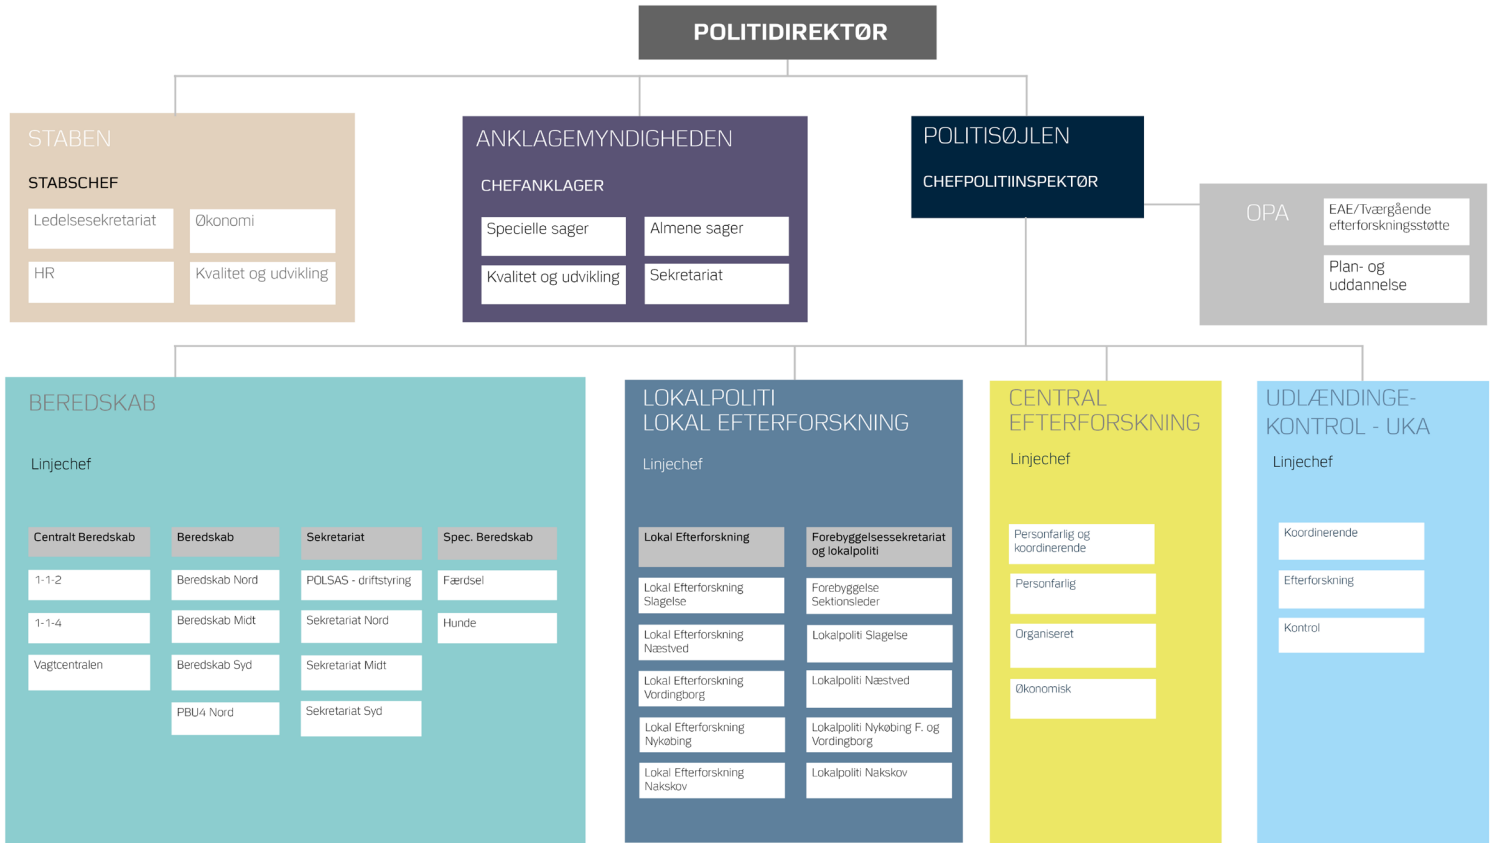 POLITIDIREKTØR
STABEN
STABSCHEF
Ledelsesekretariat
Økonomi
HR
Kvalitet og udvikling
ANKLAGEMYNDIGHEDEN
CHEFANKLAGER
Specielle sager
Almene sager
Kvalitet og udvikling
Sekretariat
POLITISØJLEN
CHEFPOLITIINSPEKTØR
OPA
EAE/Tværgående
efterforskningsstøtte
Plan- og
uddannelse
BEREDSKAB
Linjechef
Centralt Beredskab
1-1-2
1-1-4
Vagtcentralen
Beredskab
Beredskab Nord
Beredskab Midt
Beredskab Syd
PBU4 Nord
Sekretariat
POLSAS - driftstyring
Sekretariat Nord
Sekretariat Midt
Sekretariat Syd
Spec. Beredskab
Færdsel
Hunde
LOKALPOLITI
LOKAL EFTERFORSKNING
Linjechef
Lokal Efterforskning
Lokal Efterforskning
Slagelse
Lokal Efterforskning
Næstved
Lokal Efterforskning
Vordingborg
Lokal Efterforskning
Nykøbing
Lokal Efterforskning
Nakskov
Forebyggelsessekretariat
og lokalpoliti
Forebyggelse
Sektionsleder
Lokalpoliti Slagelse
Lokalpoliti Næstved
Lokalpoliti Nykøbing F. og
Vordingborg
Lokalpoliti Nakskov
CENTRAL
EFTERFORSKNING
Linjechef
Personfarlig og
koordinerende
Personfarlig
Organiseret
Økonomisk
UDLÆNDINGE-
KONTROL - UKA
Linjechef
Koordinerende
Efterforskning
Kontrol